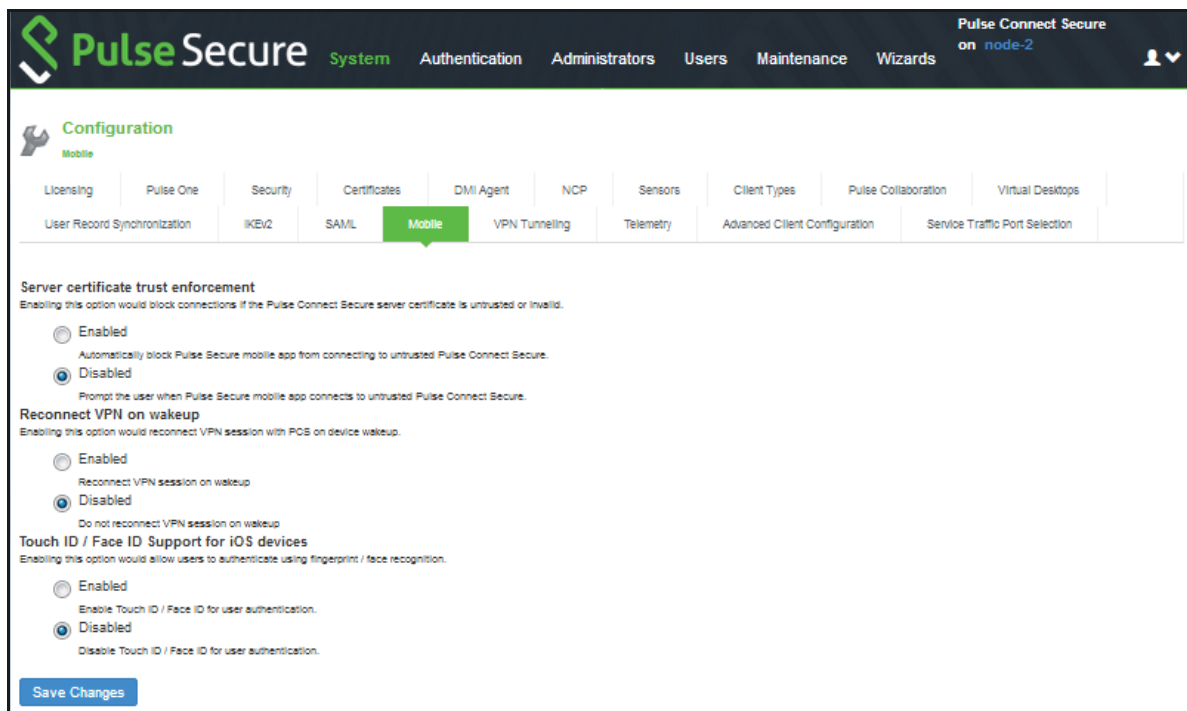 Pulse Secure
System Authentication Administrators Users Maintenance Wizards
Pulse Connect Secure
on node-2
Configuration
Mobile
Licensing Pulse One Security Certificates DMI Agent NCP Sensors Client Types Pulse Collaboration Virtual Desktops
User Record Synchronization IKEv2 SAML Mobile VPN Tunneling Telemetry Advanced Client Configuration Service Traffic Port Selection
Server certificate trust enforcement
Enabling this option would block connections if the Pulse Connect Secure server certificate is untrusted or invalid.
Enabled
Automatically block Pulse Secure mobile app from connecting to untrusted Pulse Connect Secure.
Disabled
Prompt the user when Pulse Secure mobile app connects to untrusted Pulse Connect Secure.
Reconnect VPN on wakeup
Enabling this option would reconnect VPN session with PCS on device wakeup.
Enabled
Reconnect VPN session on wakeup
Disabled
Do not reconnect VPN session on wakeup
Touch ID / Face ID Support for iOS devices
Enabling this option would allow users to authenticate using fingerprint / face recognition.
Enabled
Enable Touch ID / Face ID for user authentication.
Disabled
Disable Touch ID / Face ID for user authentication.
Save Changes